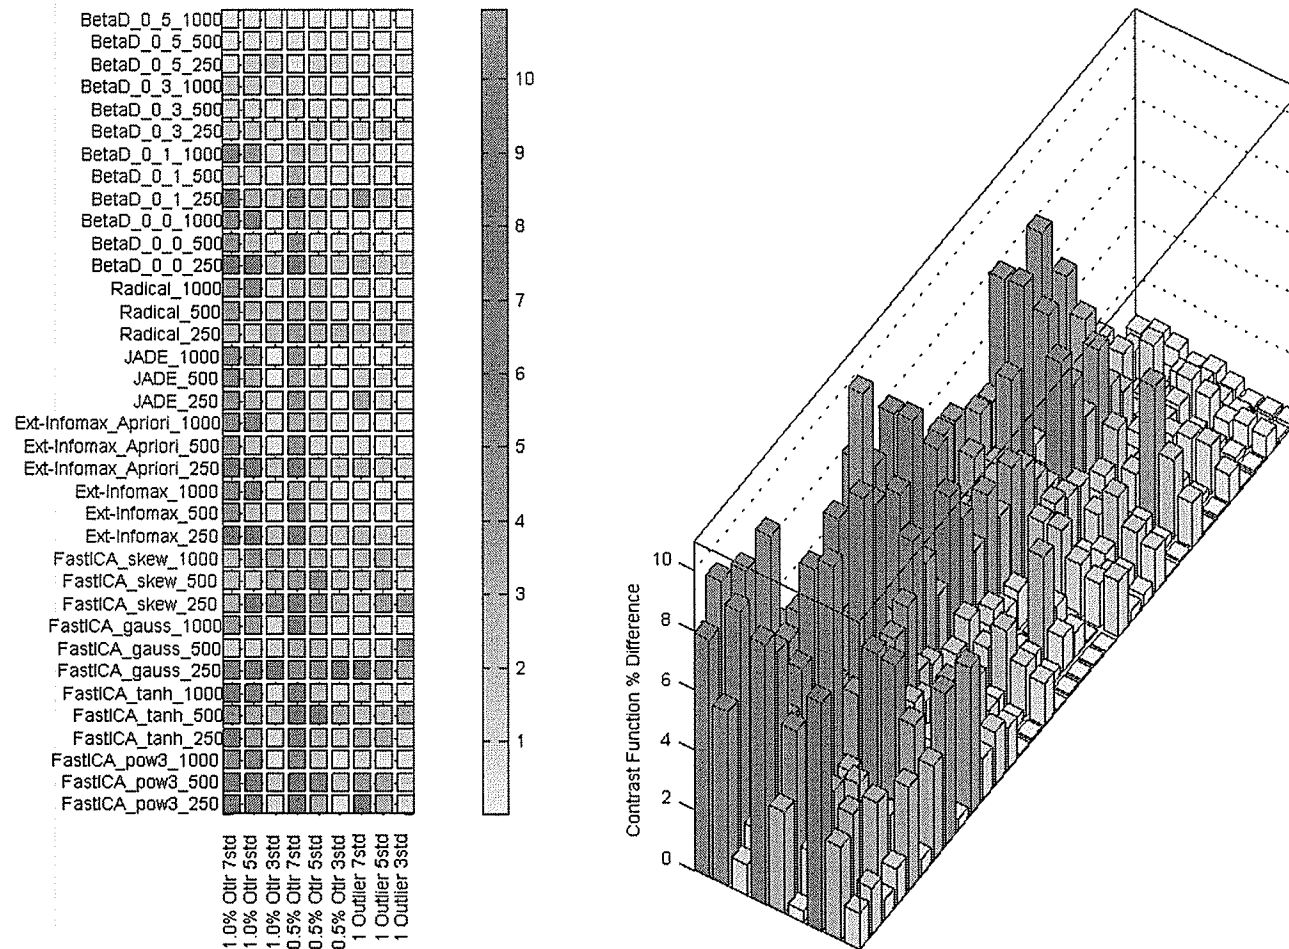 BetaD_0_5_1000
BetaD_0_5_500
BetaD_0_5_250
BetaD_0_3_1000
BetaD_0_3_500
BetaD_0_3_250
BetaD_0_1_1000
BetaD_0_1_500
BetaD_0_1_250
BetaD_0_0_1000
BetaD_0_0_500
BetaD_0_0_250
Radical_1000
Radical_500
Radical_250
JADE_1000
JADE_500
JADE_250
Ext-Infomax_Apriori_1000
Ext-Infomax_Apriori_500
Ext-Infomax_Apriori_250
Ext-Infomax_1000
Ext-Infomax_500
Ext-Infomax_250
FastICA_skew_1000
FastICA_skew_500
FastICA_skew_250
FastICA_gauss_1000
FastICA_gauss_500
FastICA_gauss_250
FastICA_tanh_1000
FastICA_tanh_500
FastICA_tanh_250
FastICA_pow3_1000
FastICA_pow3_500
FastICA_pow3_250
1.0% Otlr 7std
1.0% Otlr 5std
1.0% Otlr 3std
0.5% Otlr 7std
0.5% Otlr 5std
0.5% Otlr 3std
1 Outlier 7std
1 Outlier 5std
1 Outlier 3std
10
9
8
7
6
5
4
3
2
1
Contrast Function % Difference
10
8
6
4
2
0